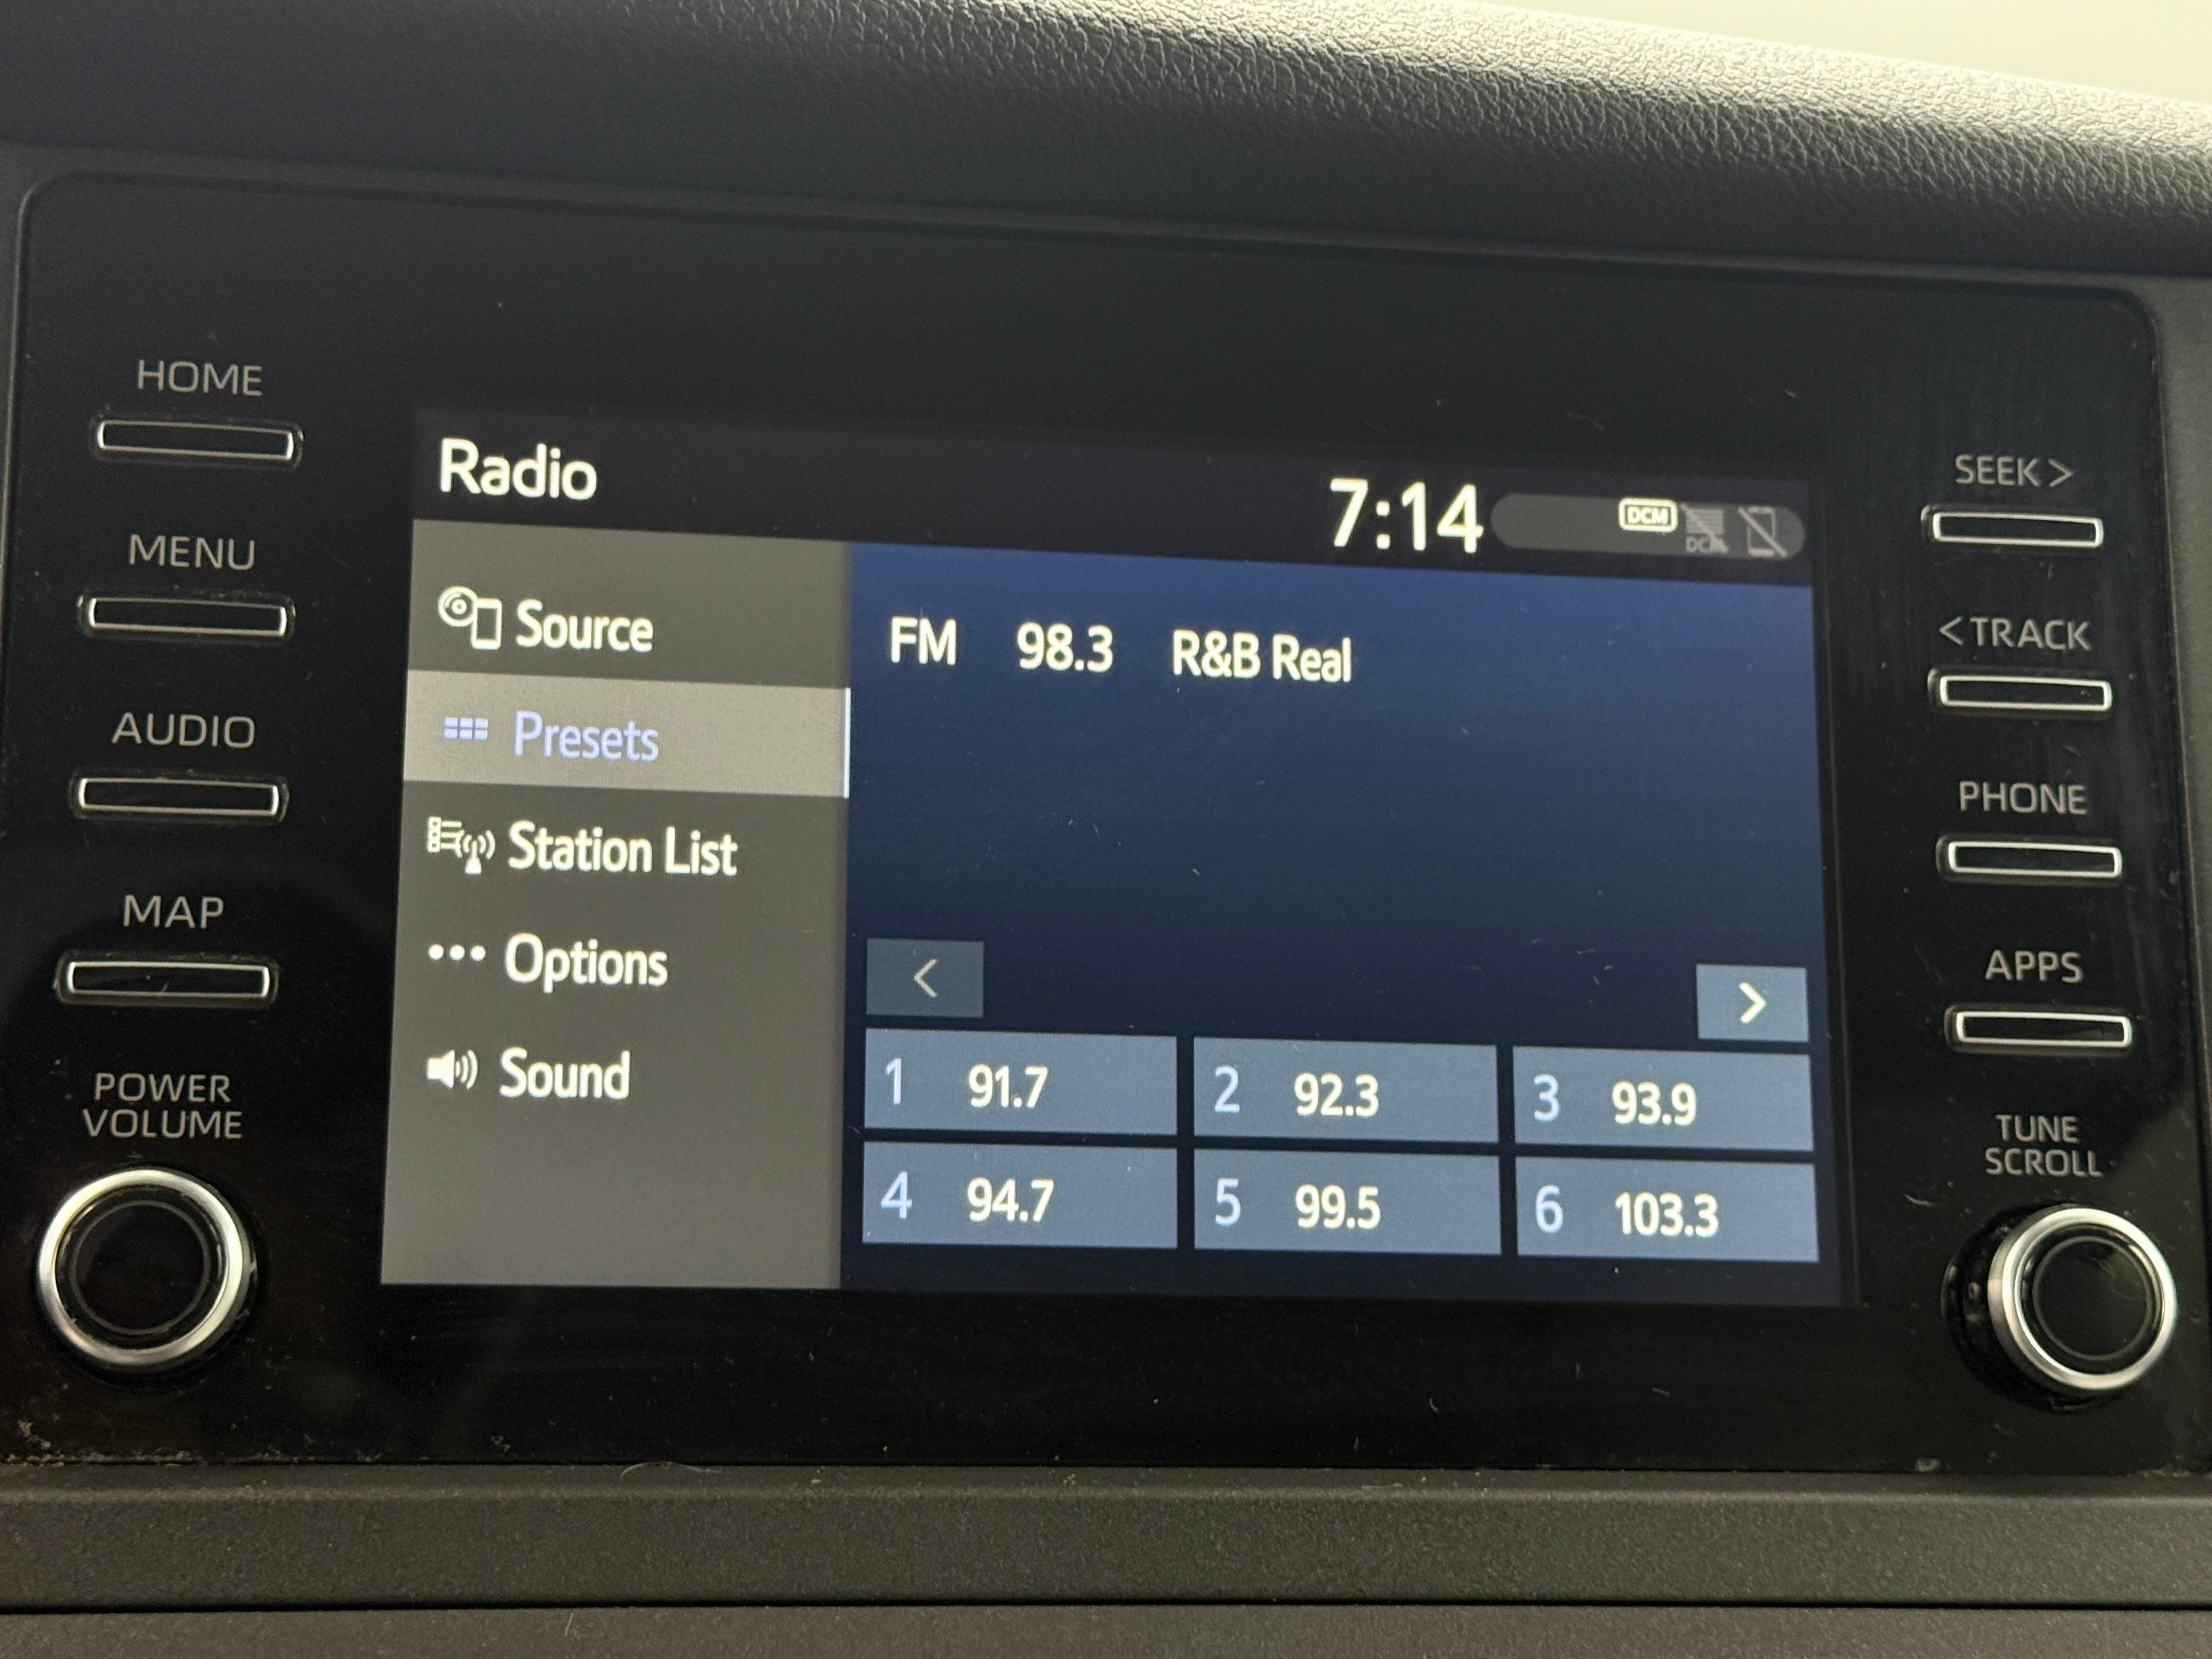 HOME
MENU
AUDIO
MAP
POWER
VOLUME
Radio
7:14
DCM
DCM
Source
Presets
Station List
Options
Sound
FM 98.3 R&B Real
<
>
1 91.7
2 92.3
3 93.9
4 94.7
5 99.5
6 103.3
SEEK >
< TRACK
PHONE
APPS
TUNE
SCROLL